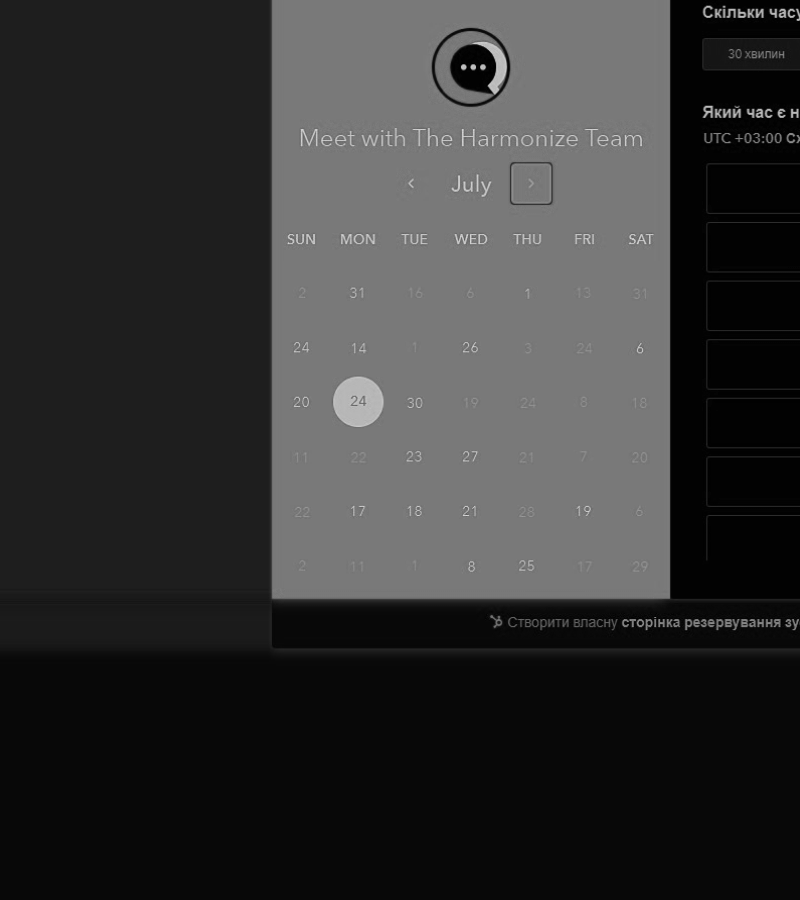 Скільки часу
30 хвилин
Meet with The Harmonize Team
Який час є н
UTC +03:00 Сх
July
SUN MON TUE WED THU FRI SAT
2 31 16 6 1 13 31
24 14 1 26 3 24 6
20 24 30 19 24 8 18
11 22 23 27 21 7 20
22 17 18 21 28 19 6
2 11 1 8 25 17 29
Створити власну сторінка резервування зу